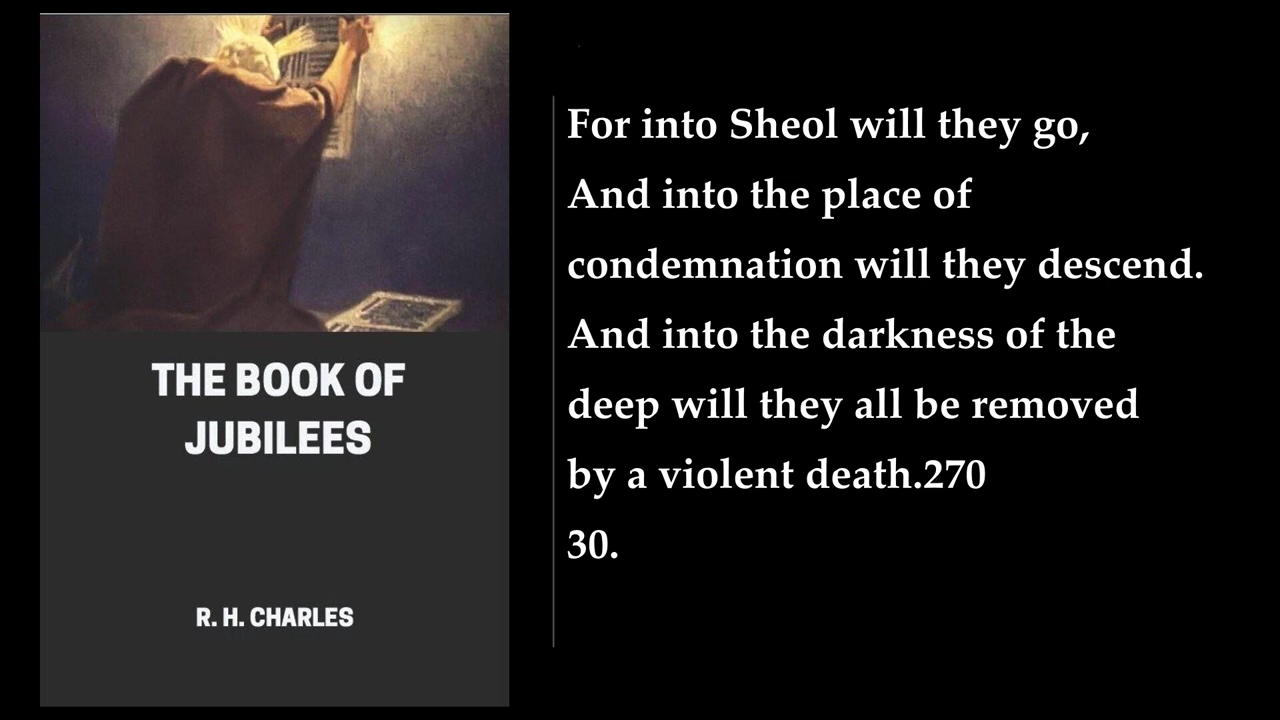 THE BOOK OF
JUBILEES
R. H. CHARLES
For into Sheol will they go,
And into the place of
condemnation will they descend.
And into the darkness of the
deep will they all be removed
by a violent death.270
30.